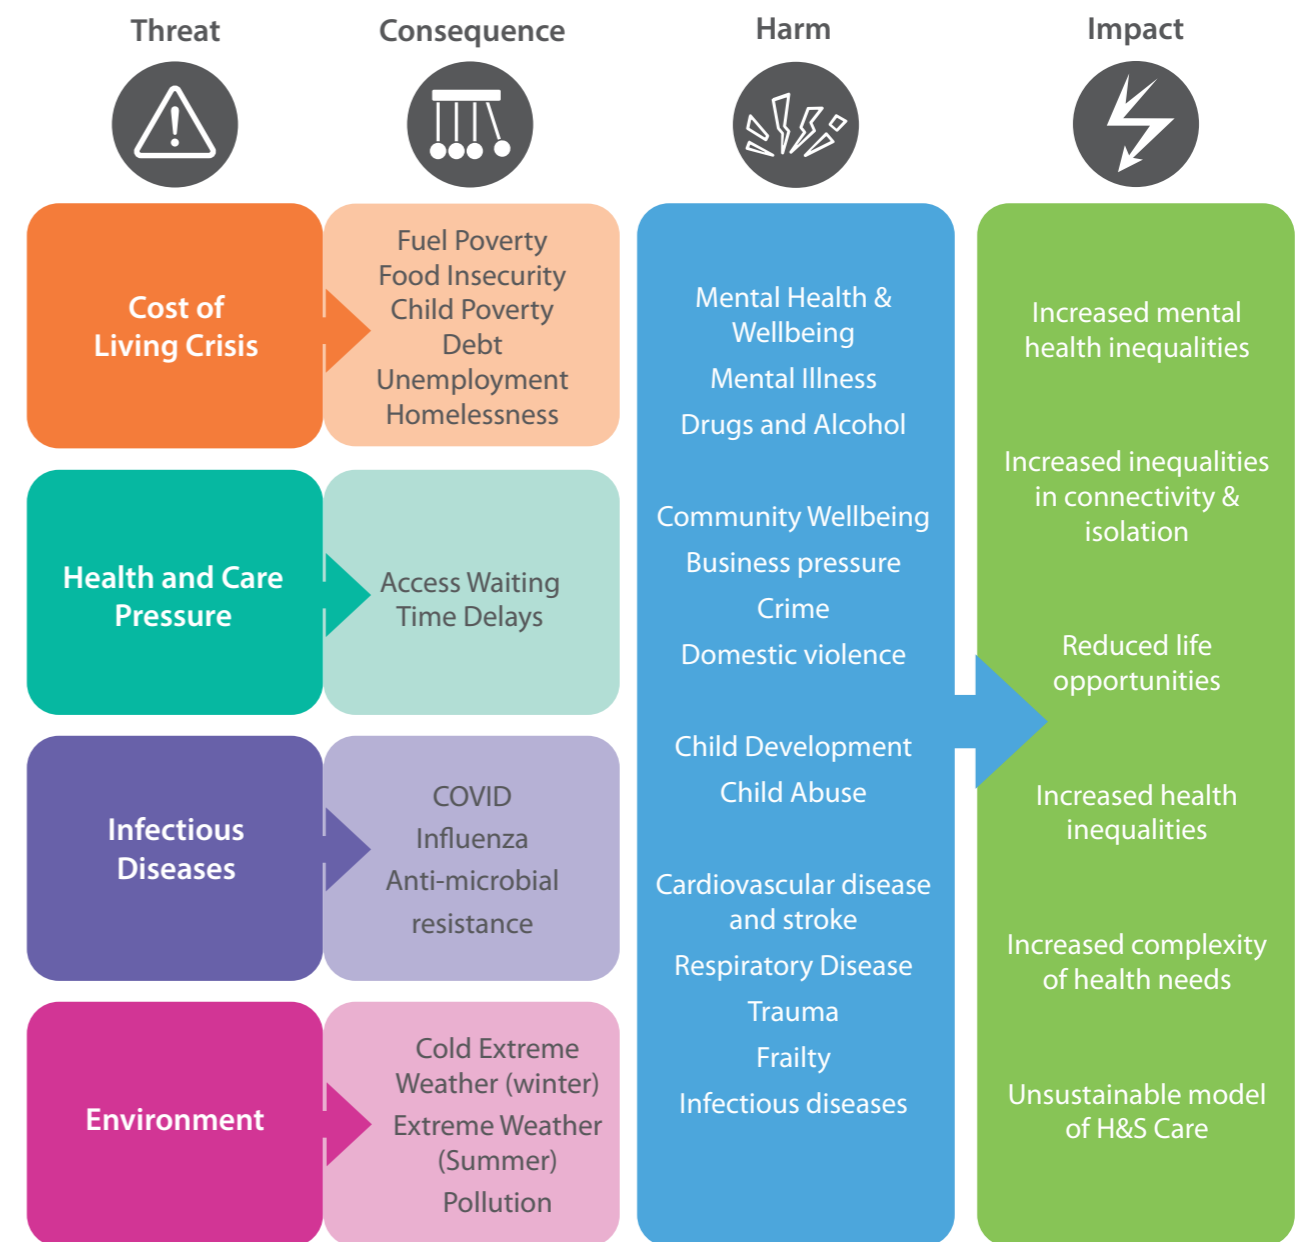 Threat
Consequence
Harm
Impact
Cost of
Living Crisis
Fuel Poverty
Food Insecurity
Child Poverty
Debt
Unemployment
Homelessness
Health and Care
Pressure
Access Waiting
Time Delays
Infectious
Diseases
COVID
Influenza
Anti-microbial
resistance
Environment
Cold Extreme
Weather (winter)
Extreme Weather
(Summer)
Pollution
Mental Health &
Wellbeing
Mental Illness
Drugs and Alcohol
Community Wellbeing
Business pressure
Crime
Domestic violence
Child Development
Child Abuse
Cardiovascular disease
and stroke
Respiratory Disease
Trauma
Frailty
Infectious diseases
Increased mental
health inequalities
Increased inequalities
in connectivity &
isolation
Reduced life
opportunities
Increased health
inequalities
Increased complexity
of health needs
Unsustainable model
of H&S Care